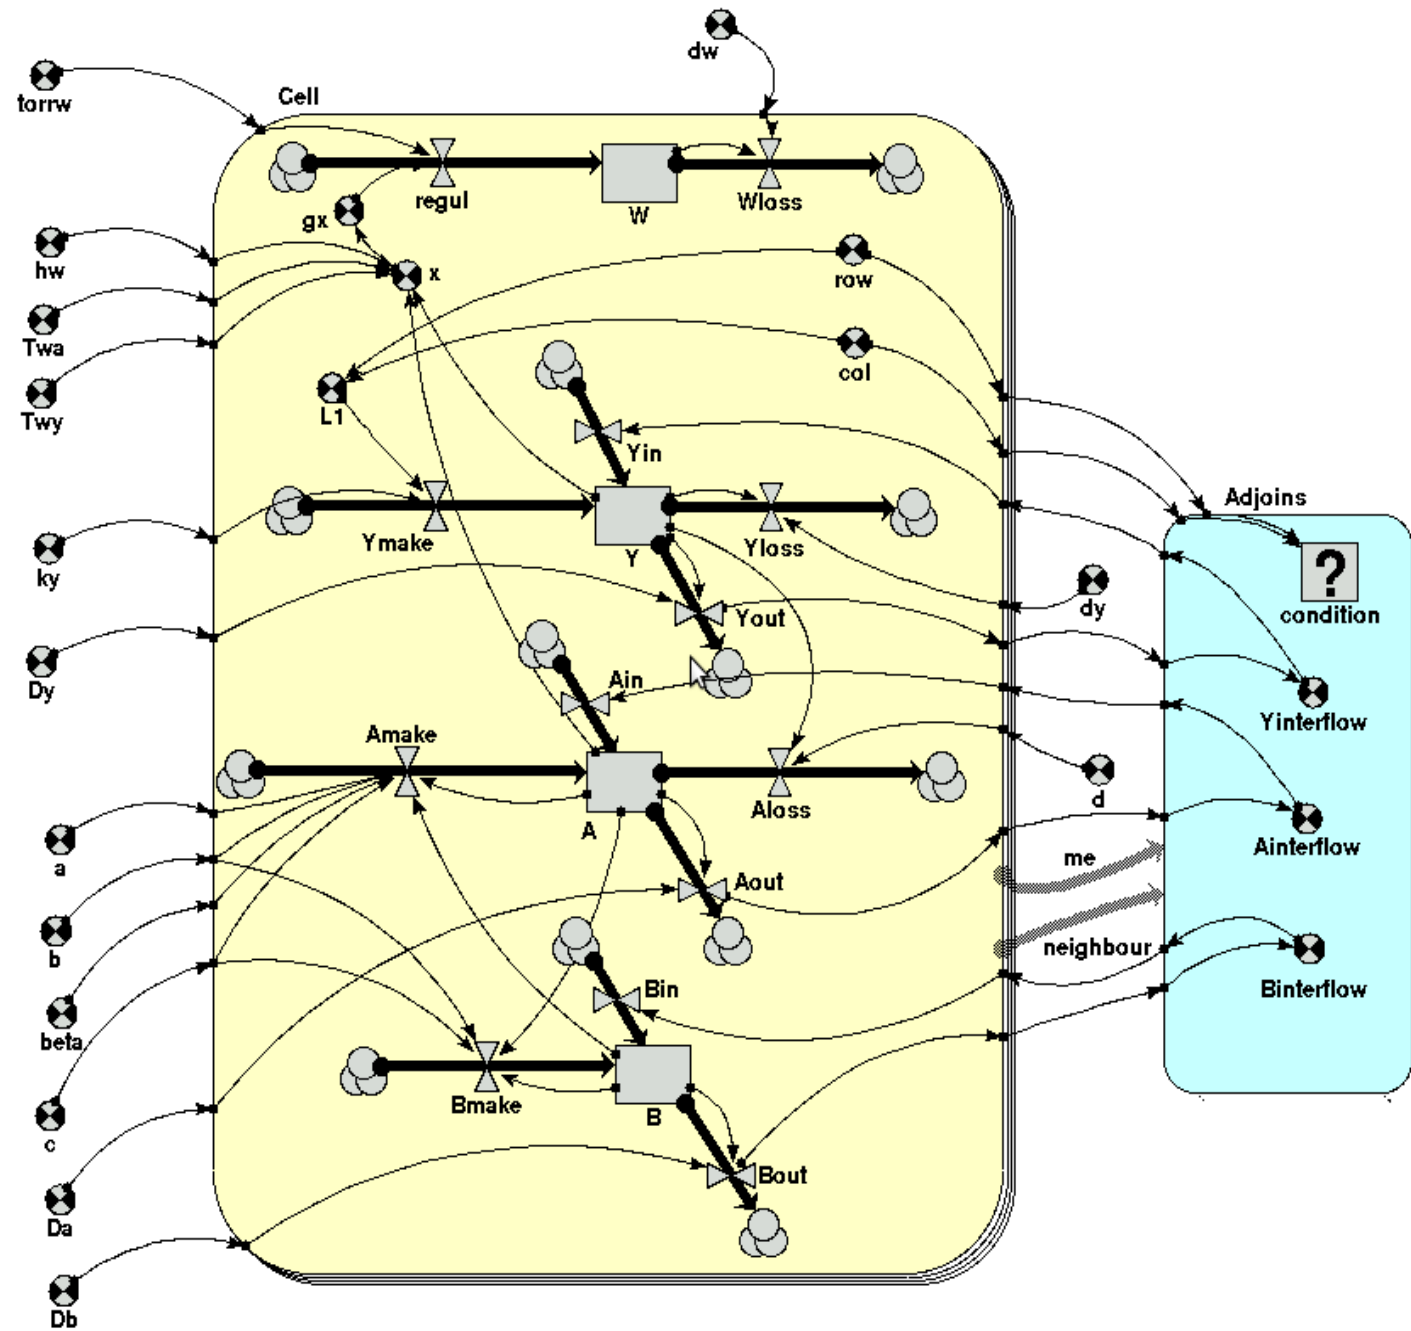 dw
torrw
Cell
regul
W
Wloss
gx
hw
x
row
Twa
col
Twy
L1
Yin
Adjoins
Ymake
Y
Yloss
?
ky
dy
condition
Yout
Dy
Ain
Yinterflow
Amake
d
A
Aloss
a
me
Ainterflow
Aout
b
neighbour
Bin
Binterflow
beta
Bmake
B
c
Bout
Da
Db